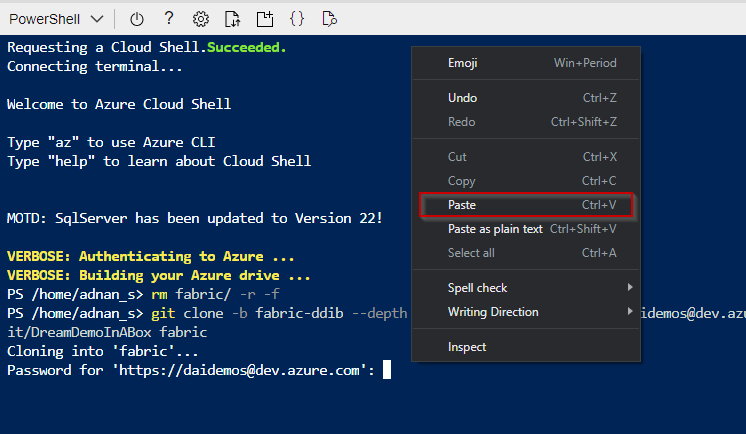 PowerShell
?
{}
Requesting a Cloud Shell.Succeeded.
Connecting terminal...
Welcome to Azure Cloud Shell
Type "az" to use Azure CLI
Type "help" to learn about Cloud Shell
MOTD: SqlServer has been updated to Version 22!
VERBOSE: Authenticating to Azure ...
VERBOSE: Building your Azure drive ...
PS /home/adnan_s> rm fabric/ -r -f
PS /home/adnan_s> git clone -b fabric-ddib --depth idemos@dev.azu
it/DreamDemoInABox fabric
Cloning into 'fabric'...
Password for 'https://daidemos@dev.azure.com':
Emoji Win+Period
Undo Ctrl+Z
Redo Ctrl+Shift+Z
Cut Ctrl+X
Copy Ctrl+C
Paste Ctrl+V
Paste as plain text Ctrl+Shift+V
Select all Ctrl+A
Spell check
Writing Direction
Inspect